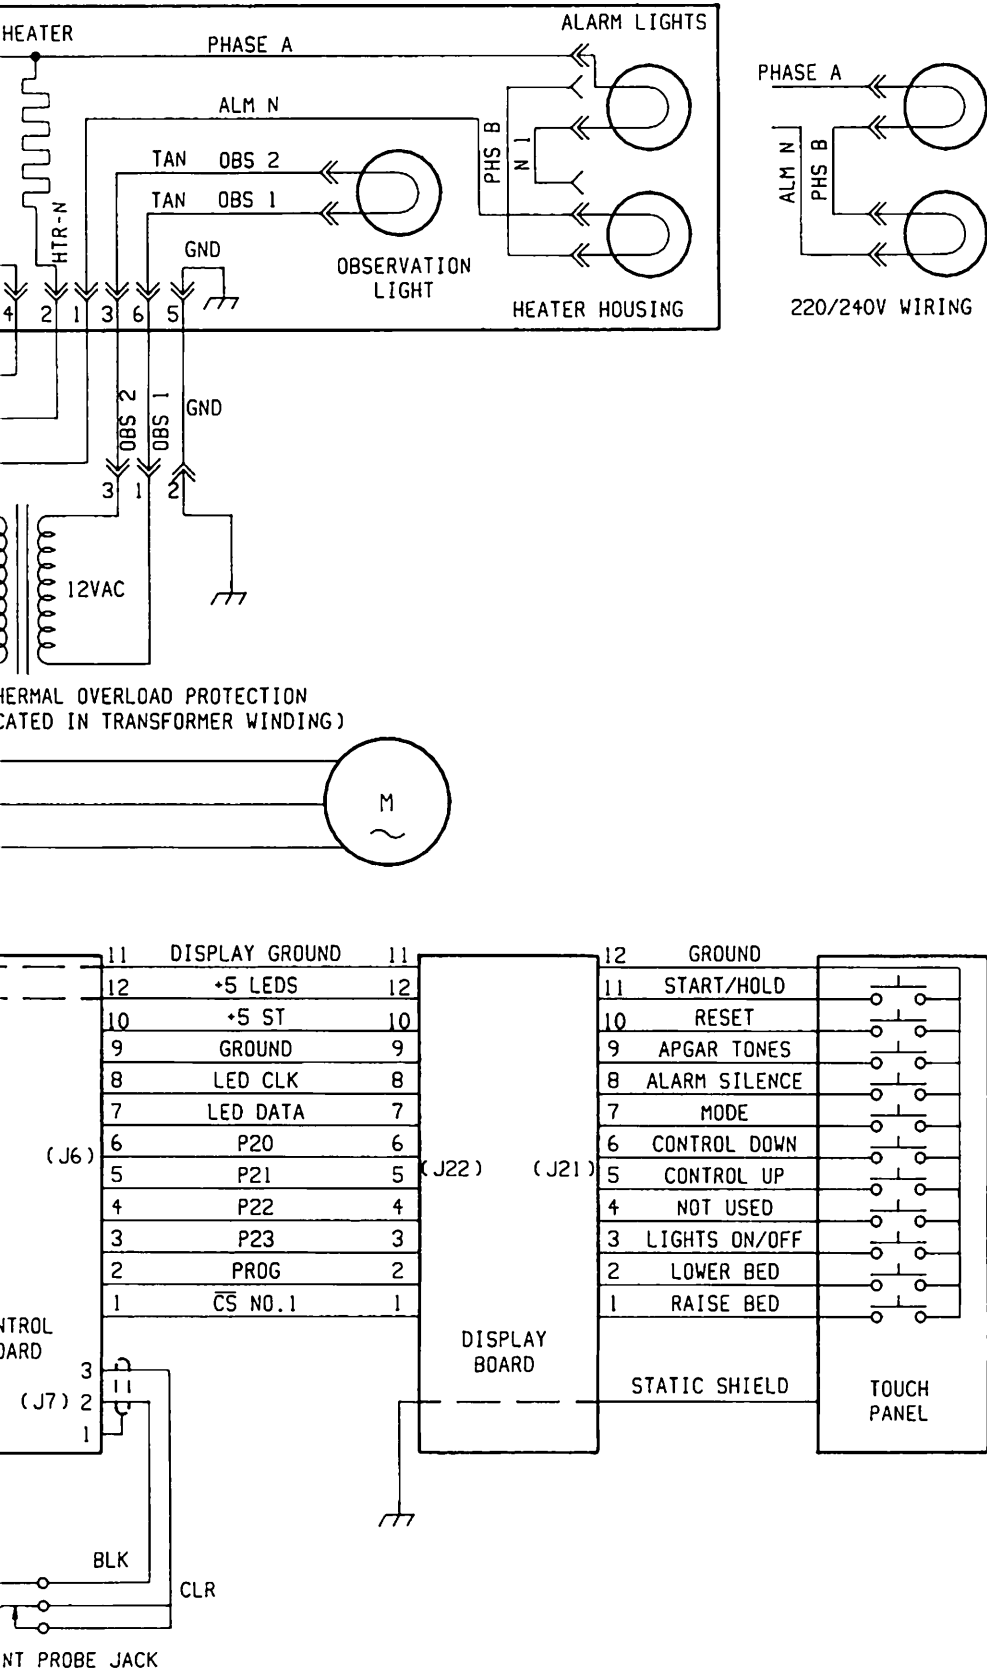 HEATER
PHASE A
ALARM LIGHTS
PHASE A
ALM N
PHS B
N 1
ALM N
PHS B
TAN OBS 2
TAN OBS 1
HTR-N
GND
OBSERVATION
LIGHT
HEATER HOUSING
220/240V WIRING
4 2 1 3 6 5
OBS 2
OBS 1
GND
3 1 2
12VAC
HERMAL OVERLOAD PROTECTION
CATED IN TRANSFORMER WINDING)
M
11 DISPLAY GROUND 11
12 +5 LEDS 12
10 +5 ST 10
9 GROUND 9
8 LED CLK 8
7 LED DATA 7
6 P20 6
5 P21 5
4 P22 4
3 P23 3
2 PROG 2
1 CS NO.1 1
(J6)
(J22)
(J21)
12 GROUND
11 START/HOLD
10 RESET
9 APGAR TONES
8 ALARM SILENCE
7 MODE
6 CONTROL DOWN
5 CONTROL UP
4 NOT USED
3 LIGHTS ON/OFF
2 LOWER BED
1 RAISE BED
NTROL
OARD
DISPLAY
BOARD
3
(J7) 2
1
STATIC SHIELD
TOUCH
PANEL
BLK
CLR
NT PROBE JACK